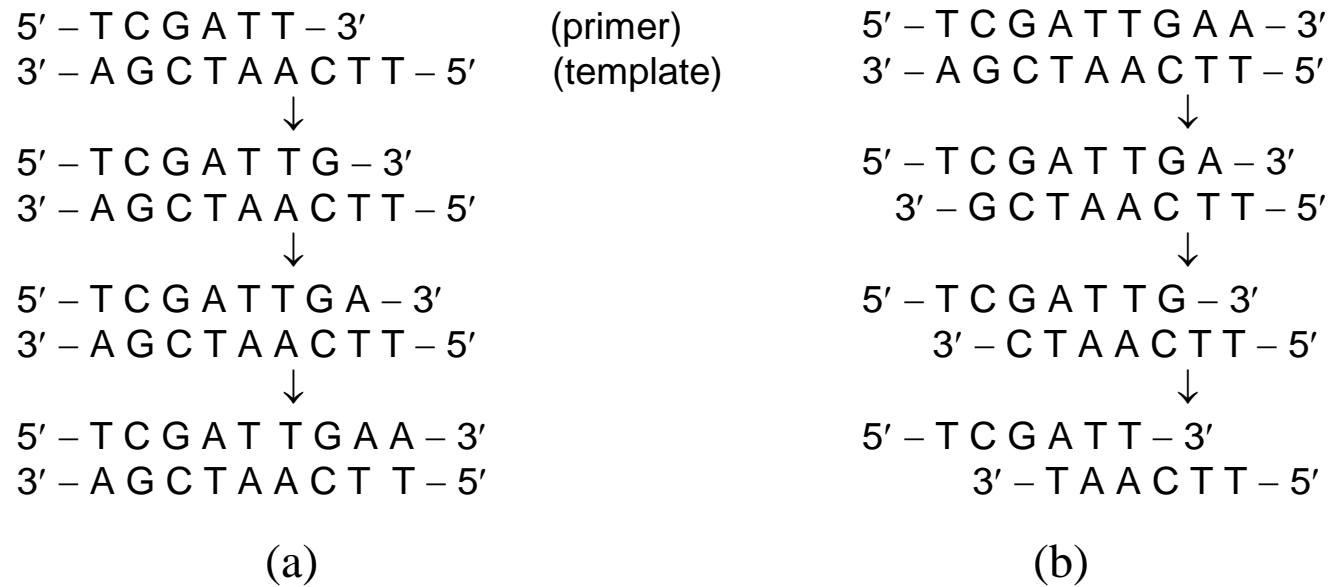 5′ – T C G A T T – 3′ (primer)
3′ – A G C T A A C T T – 5′ (template)
↓
5′ – T C G A T T G – 3′
3′ – A G C T A A C T T – 5′
↓
5′ – T C G A T T G A – 3′
3′ – A G C T A A C T T – 5′
↓
5′ – T C G A T T G A A – 3′
3′ – A G C T A A C T T – 5′
(a)
5′ – T C G A T T G A A – 3′
3′ – A G C T A A C T T – 5′
↓
5′ – T C G A T T G A – 3′
3′ – G C T A A C T T – 5′
↓
5′ – T C G A T T G – 3′
3′ – C T A A C T T – 5′
↓
5′ – T C G A T T – 3′
3′ – T A A C T T – 5′
(b)